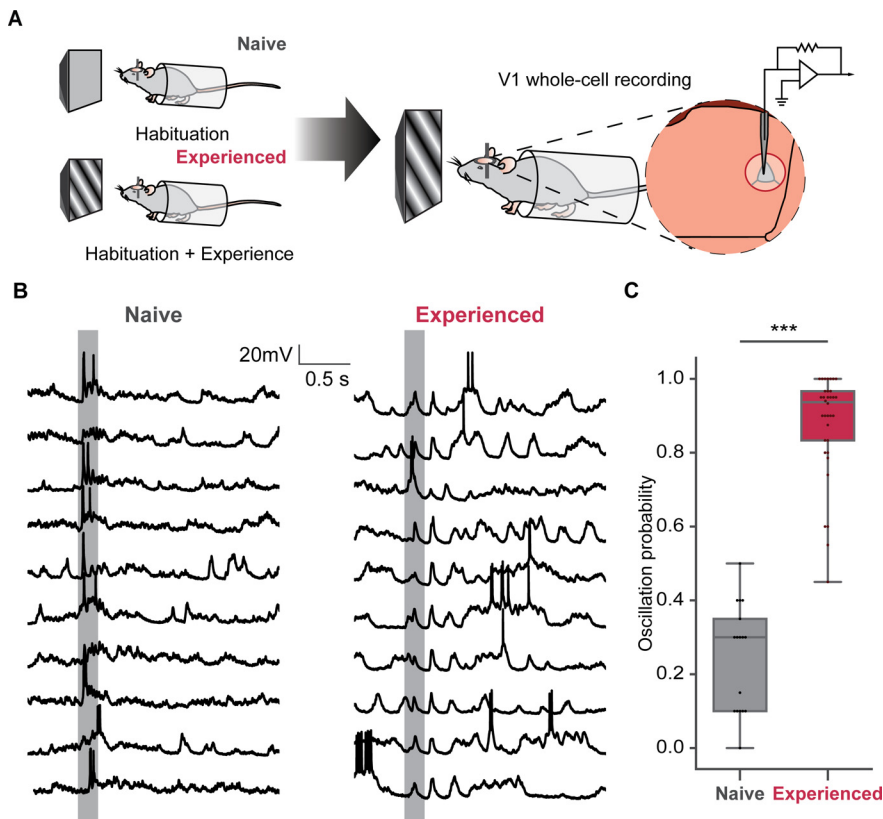 A
Naive
Habituation
Experienced
Habituation + Experience
V1 whole-cell recording
B
Naive
Experienced
20mV
0.5 s
C
***
Oscillation probability
1.0
0.8
0.6
0.4
0.2
0.0
Naive Experienced